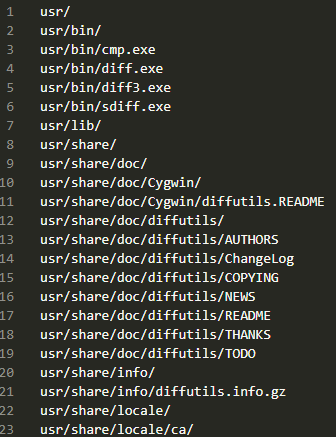 1 usr/
2 usr/bin/
3 usr/bin/cmp.exe
4 usr/bin/diff.exe
5 usr/bin/diff3.exe
6 usr/bin/sdiff.exe
7 usr/lib/
8 usr/share/
9 usr/share/doc/
10 usr/share/doc/Cygwin/
11 usr/share/doc/Cygwin/diffutils.README
12 usr/share/doc/diffutils/
13 usr/share/doc/diffutils/AUTHORS
14 usr/share/doc/diffutils/ChangeLog
15 usr/share/doc/diffutils/COPYING
16 usr/share/doc/diffutils/NEWS
17 usr/share/doc/diffutils/README
18 usr/share/doc/diffutils/THANKS
19 usr/share/doc/diffutils/TODO
20 usr/share/info/
21 usr/share/info/diffutils.info.gz
22 usr/share/locale/
23 usr/share/locale/ca/